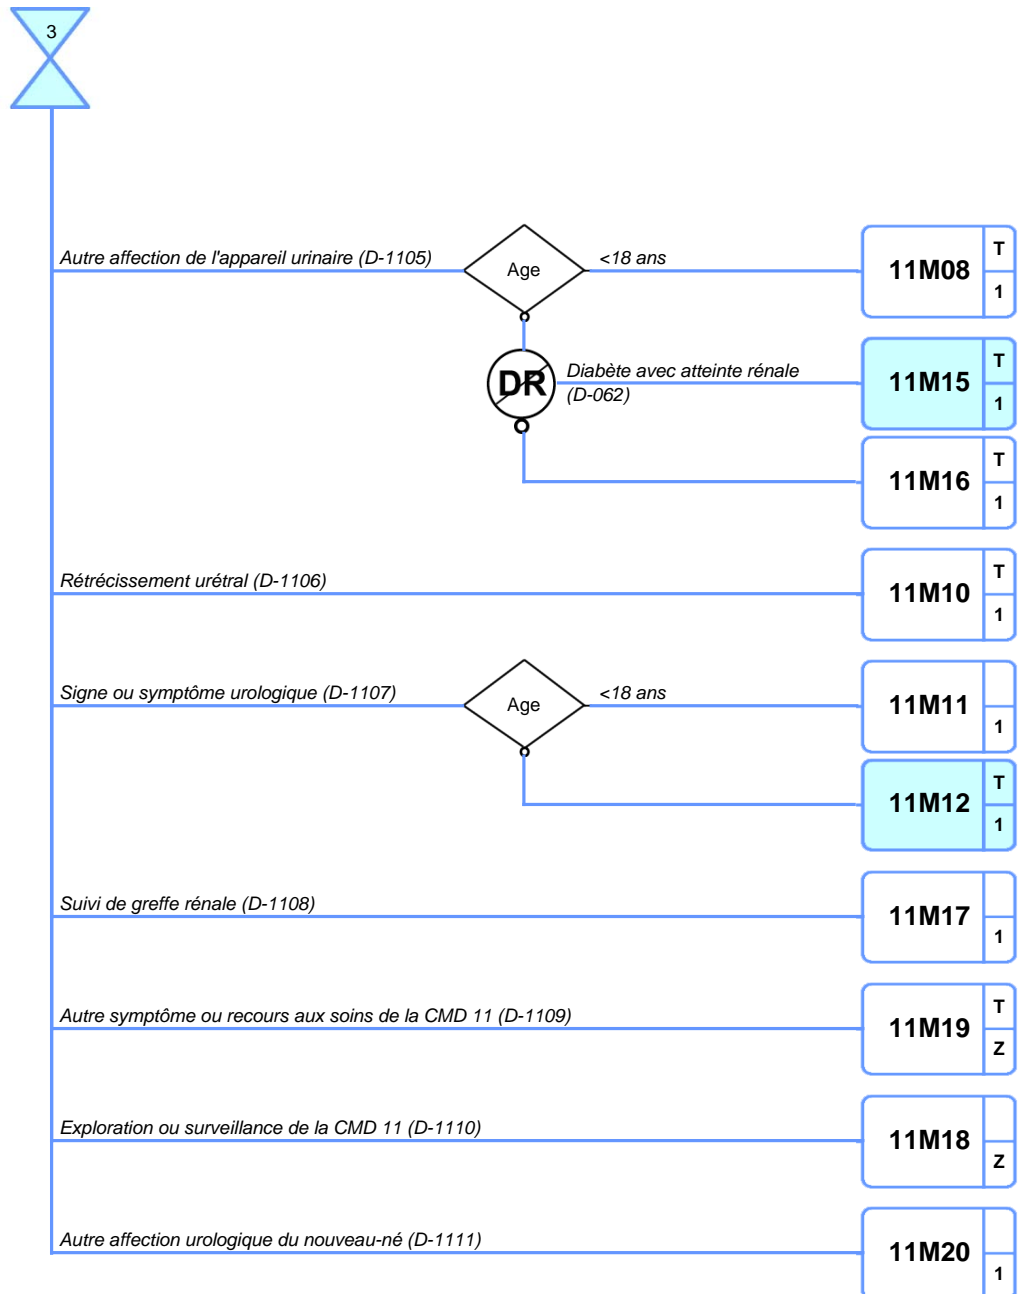 3
Autre affection de l'appareil urinaire (D-1105)
Age
<18 ans
11M08
T
1
DR
Diabète avec atteinte rénale
(D-062)
11M15
T
1
11M16
T
1
Rétrécissement urétral (D-1106)
11M10
T
1
Signe ou symptôme urologique (D-1107)
Age
<18 ans
11M11
1
11M12
T
1
Suivi de greffe rénale (D-1108)
11M17
1
Autre symptôme ou recours aux soins de la CMD 11 (D-1109)
11M19
T
Z
Exploration ou surveillance de la CMD 11 (D-1110)
11M18
Z
Autre affection urologique du nouveau-né (D-1111)
11M20
1